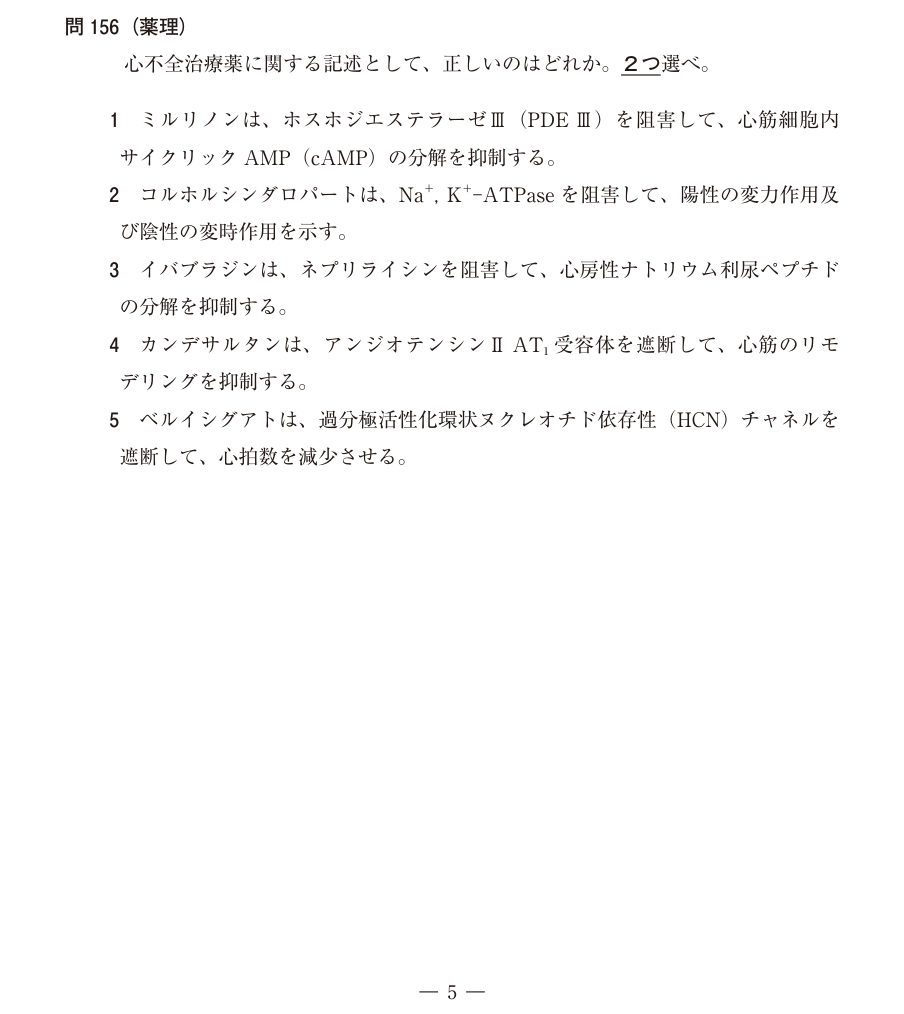 問 156（薬理）
心不全治療薬に関する記述として、正しいのはどれか。２つ選べ。
1 ミルリノンは、ホスホジエステラーゼⅢ（PDE Ⅲ）を阻害して、心筋細胞内
サイクリック AMP（cAMP）の分解を抑制する。
2 コルホルシンダロパートは、Na⁺, K⁺-ATPase を阻害して、陽性の変力作用及
び陰性の変時作用を示す。
3 イバブラジンは、ネプリライシンを阻害して、心房性ナトリウム利尿ペプチド
の分解を抑制する。
4 カンデサルタンは、アンジオテンシンⅡ AT₁ 受容体を遮断して、心筋のリモ
デリングを抑制する。
5 ベルイシグアトは、過分極活性化環状ヌクレオチド依存性（HCN）チャネルを
遮断して、心拍数を減少させる。
― 5 ―